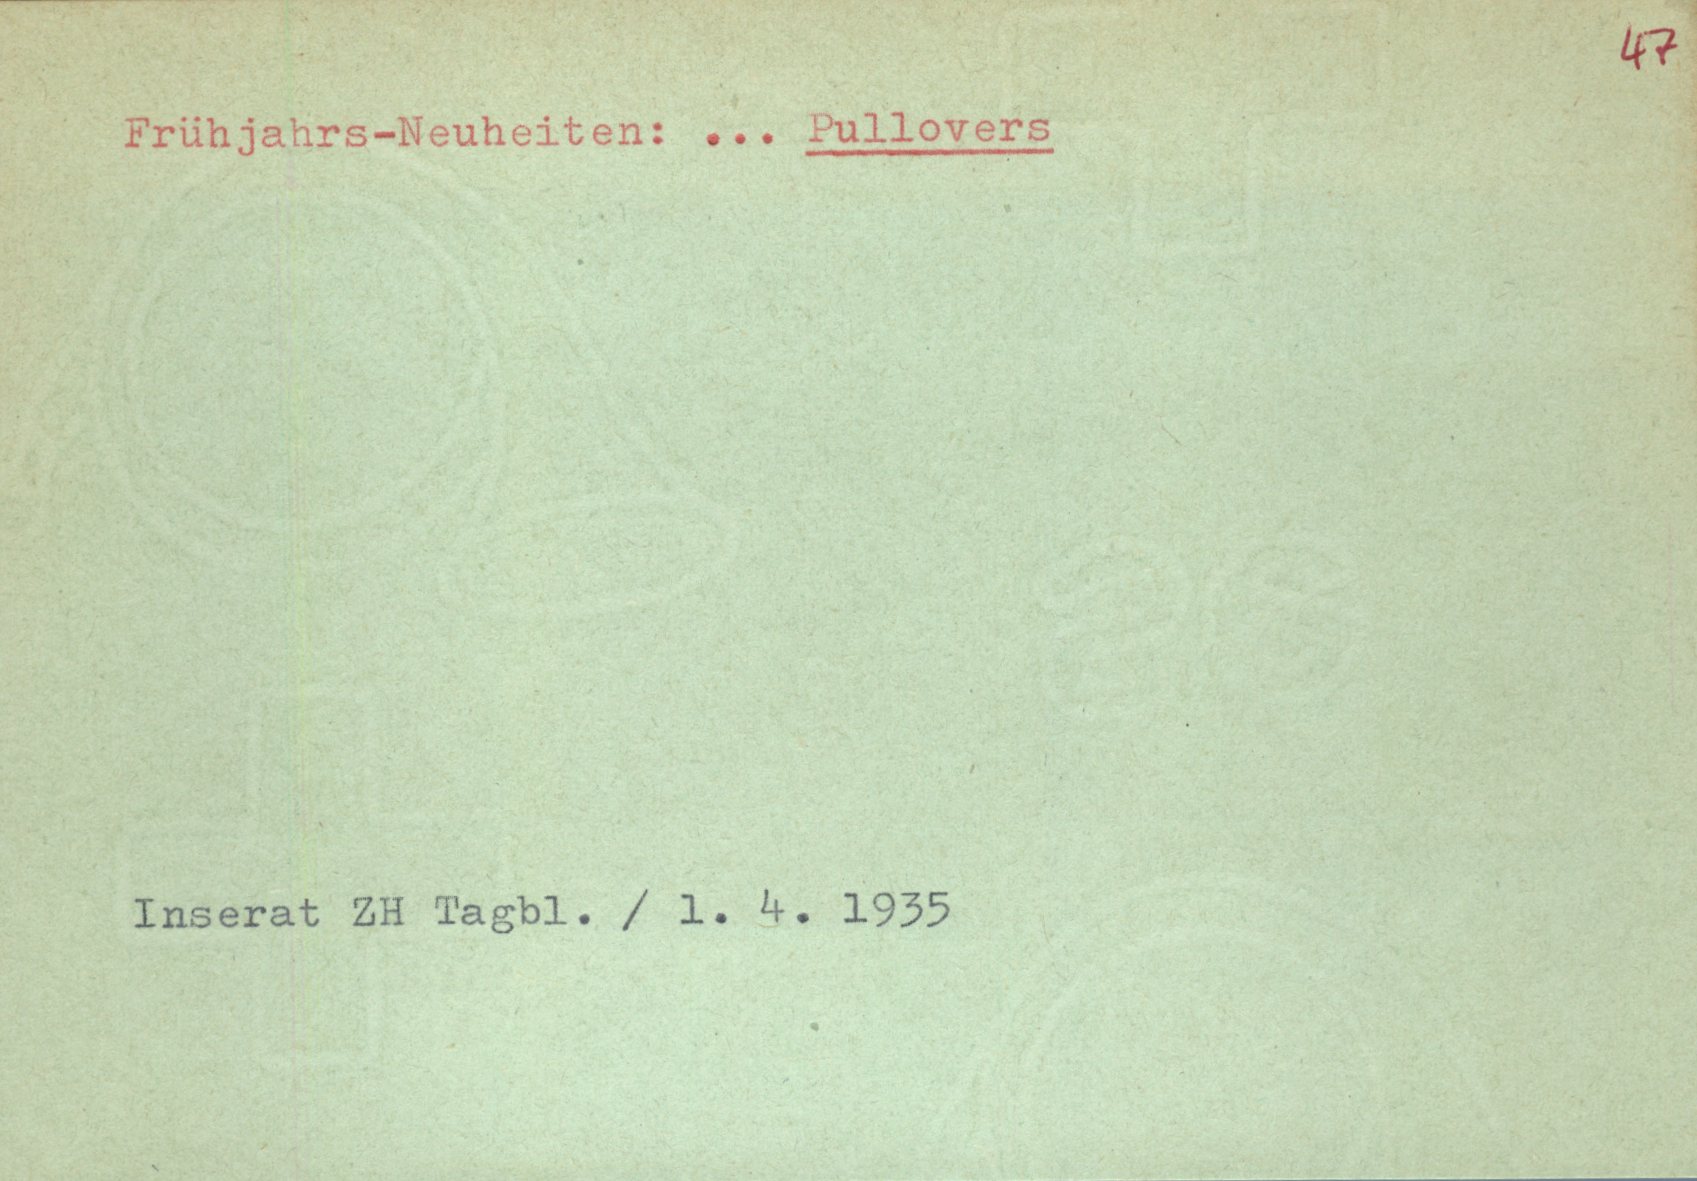 47
Frühjahrs-Neuheiten: ... Pullovers
Inserat ZH Tagbl. / 1. 4. 1935